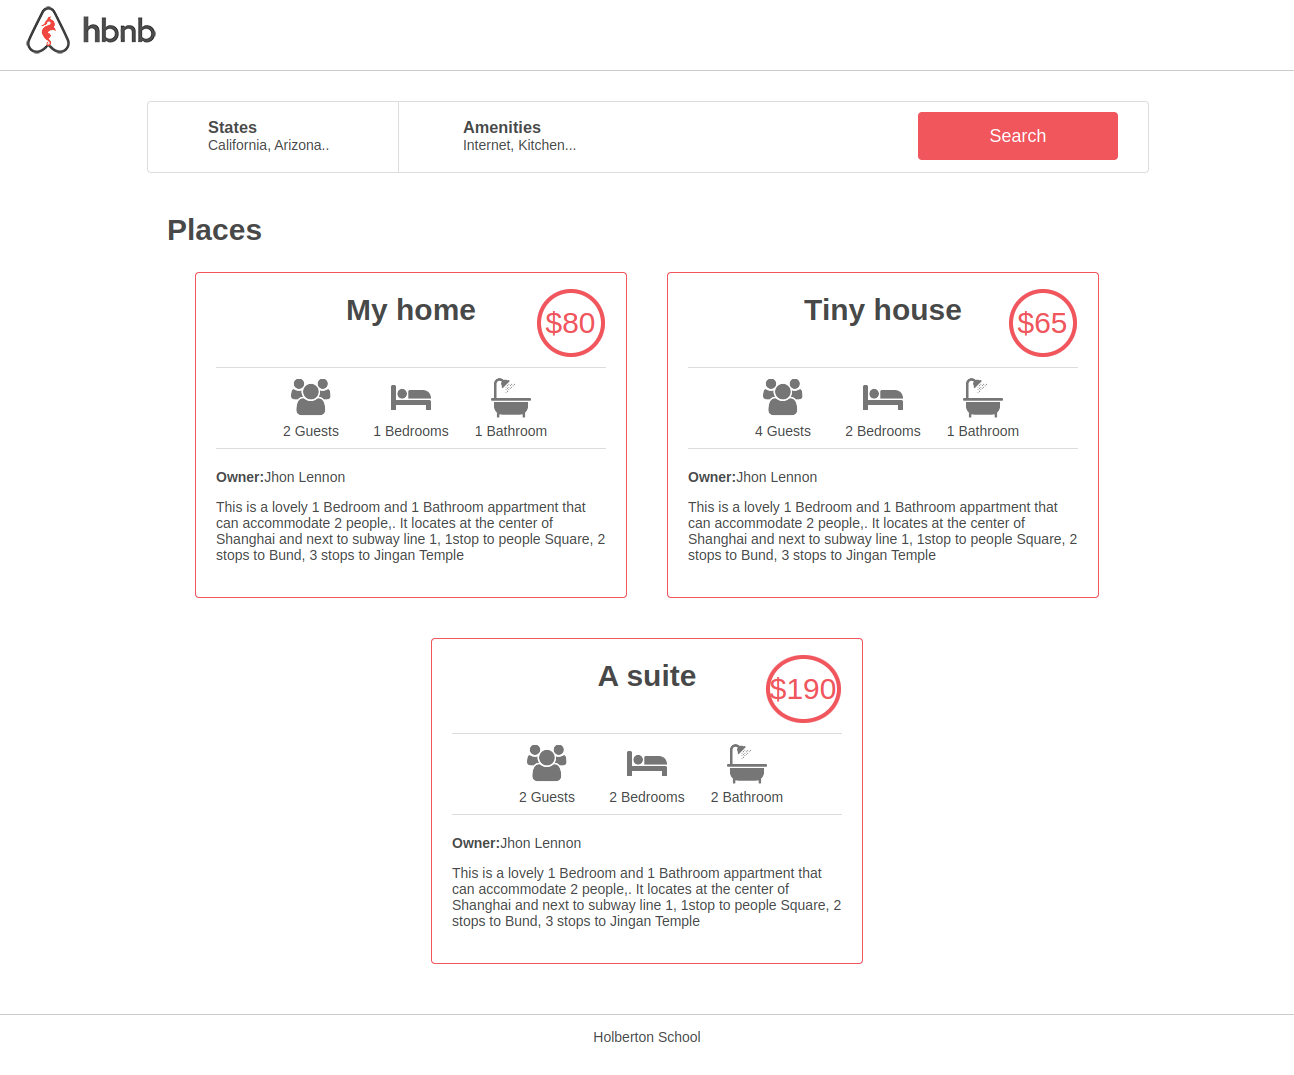 hbnb
States
California, Arizona..
Amenities
Internet, Kitchen...
Search
Places
My home
$80
2 Guests
1 Bedrooms
1 Bathroom
Owner:Jhon Lennon
This is a lovely 1 Bedroom and 1 Bathroom appartment that
can accommodate 2 people,. It locates at the center of
Shanghai and next to subway line 1, 1stop to people Square, 2
stops to Bund, 3 stops to Jingan Temple
Tiny house
$65
4 Guests
2 Bedrooms
1 Bathroom
Owner:Jhon Lennon
This is a lovely 1 Bedroom and 1 Bathroom appartment that
can accommodate 2 people,. It locates at the center of
Shanghai and next to subway line 1, 1stop to people Square, 2
stops to Bund, 3 stops to Jingan Temple
A suite
$190
2 Guests
2 Bedrooms
2 Bathroom
Owner:Jhon Lennon
This is a lovely 1 Bedroom and 1 Bathroom appartment that
can accommodate 2 people,. It locates at the center of
Shanghai and next to subway line 1, 1stop to people Square, 2
stops to Bund, 3 stops to Jingan Temple
Holberton School